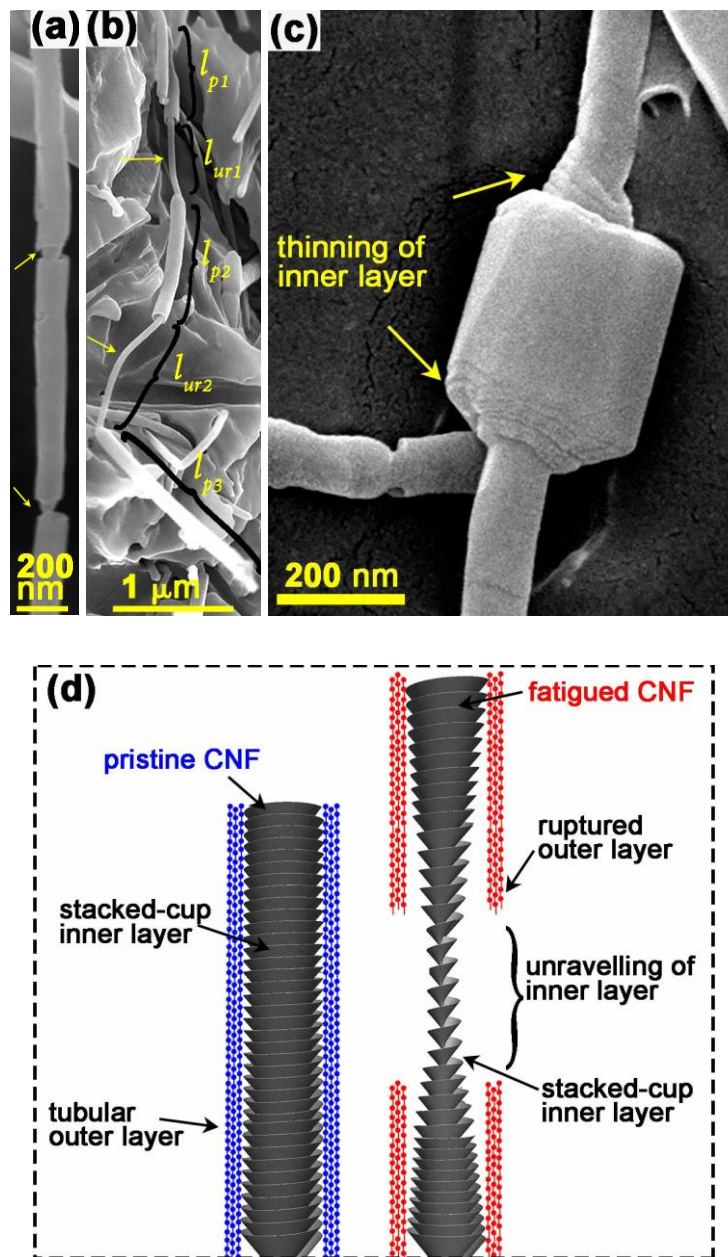 (a)
200
nm
(b)
l_p1
l_ur1
l_p2
l_ur2
l_p3
1 μm
(c)
thinning of
inner layer
200 nm
(d)
pristine CNF
stacked-cup
inner layer
tubular
outer layer
fatigued CNF
ruptured
outer layer
unravelling of
inner layer
stacked-cup
inner layer